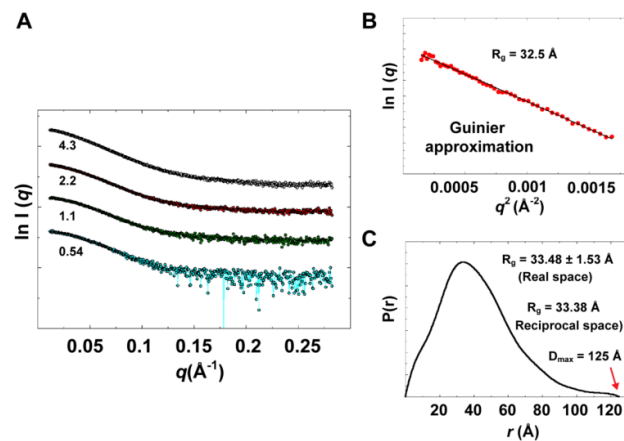 A
4.3
2.2
1.1
0.54
ln I (q)
0.05 0.1 0.15 0.2 0.25
q(Å-1)
B
Rg = 32.5 Å
ln I (q)
Guinier
approximation
0.0005 0.001 0.0015
q2 (Å-2)
C
Rg = 33.48 ± 1.53 Å
(Real space)
Rg = 33.38 Å
(Reciprocal space)
Dmax = 125 Å
P(r)
0 20 40 60 80 100 120
r (Å)